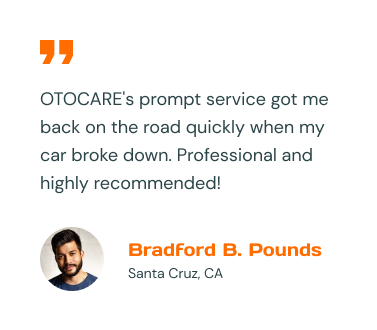 OTOCARE's prompt service got me
back on the road quickly when my
car broke down. Professional and
highly recommended!
Bradford B. Pounds
Santa Cruz, CA